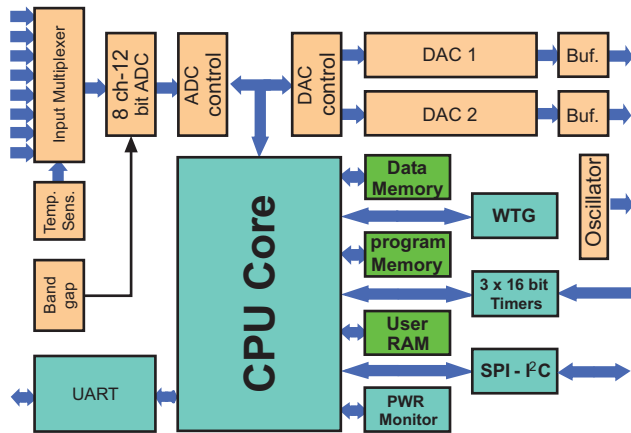 Input Multiplexer
8 ch-12
bit ADC
ADC
control
DAC
control
DAC 1
Buf.
DAC 2
Buf.
Temp.
Sens.
Band
gap
CPU Core
Data
Memory
WTG
program
Memory
3 x 16 bit
Timers
User
RAM
SPI - I²C
PWR
Monitor
Oscillator
UART